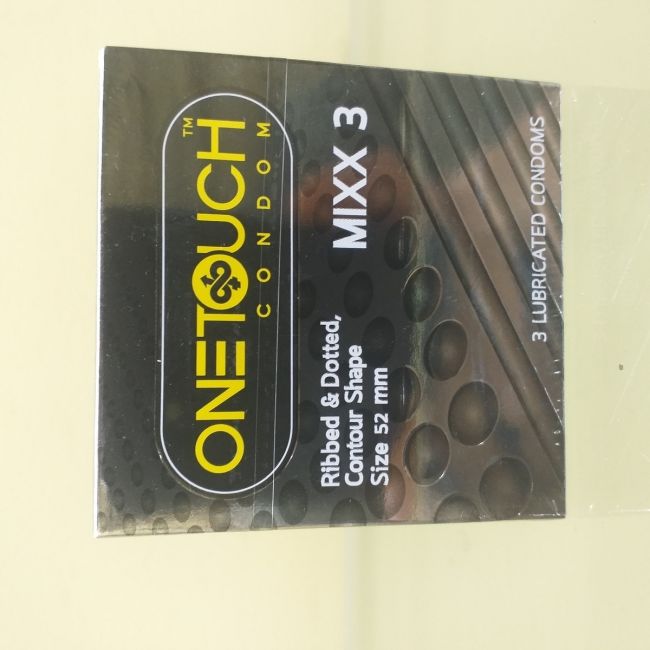 ONETOUCH™
CONDOM
MIXX 3
Ribbed & Dotted,
Contour Shape
Size 52 mm
3 LUBRICATED CONDOMS